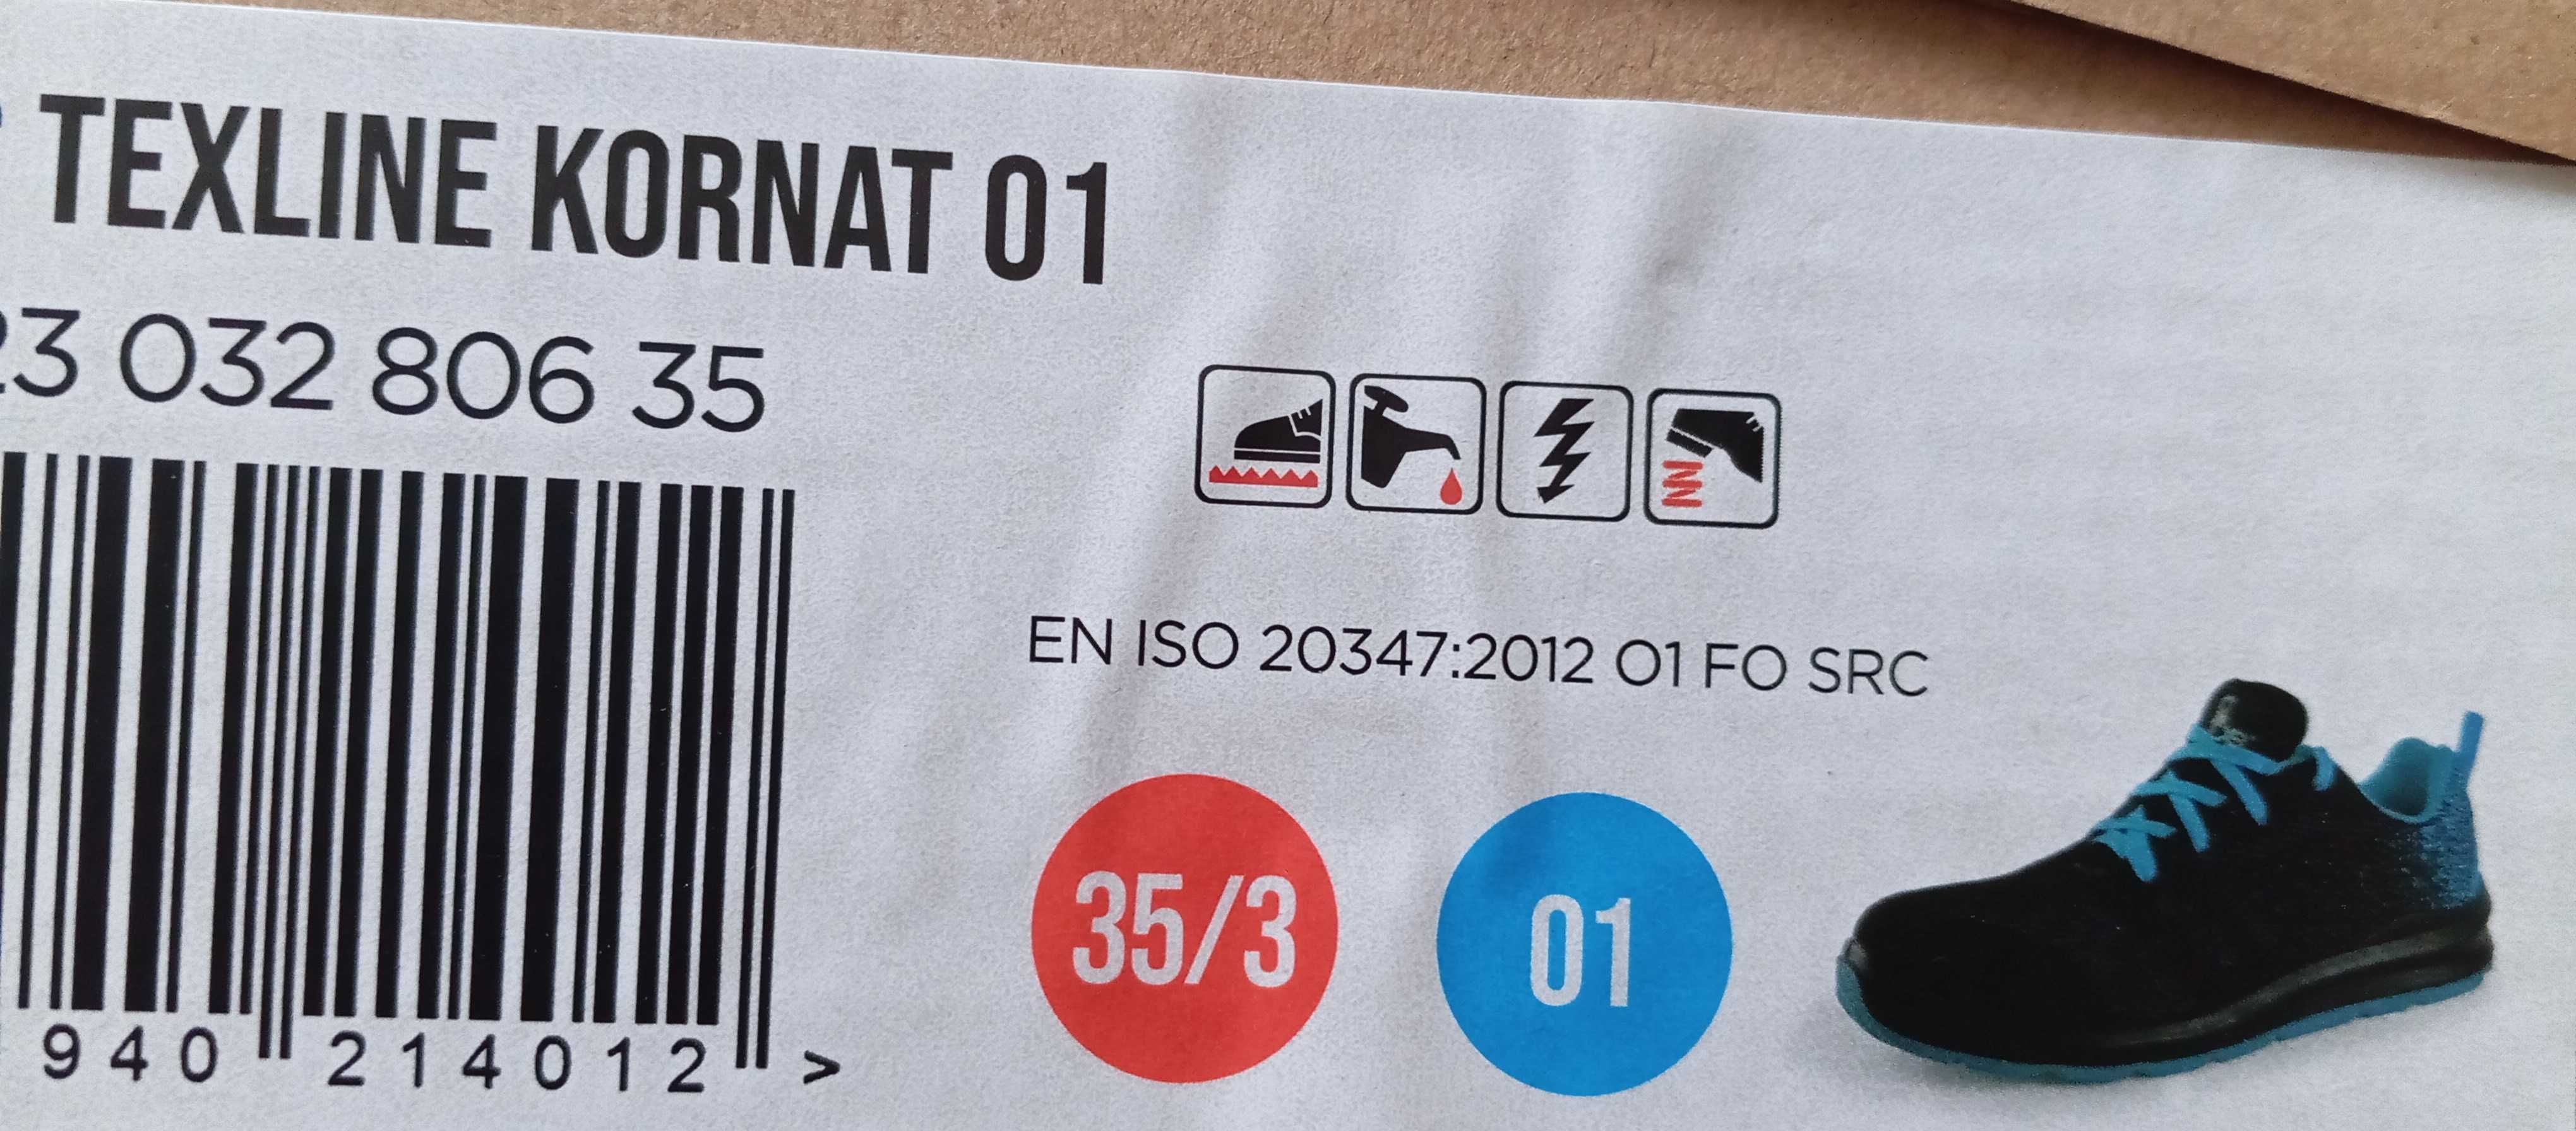 TEXLINE KORNAT 01
23 032 806 35
EN ISO 20347:2012 O1 FO SRC
35/3
01
940 214012 >